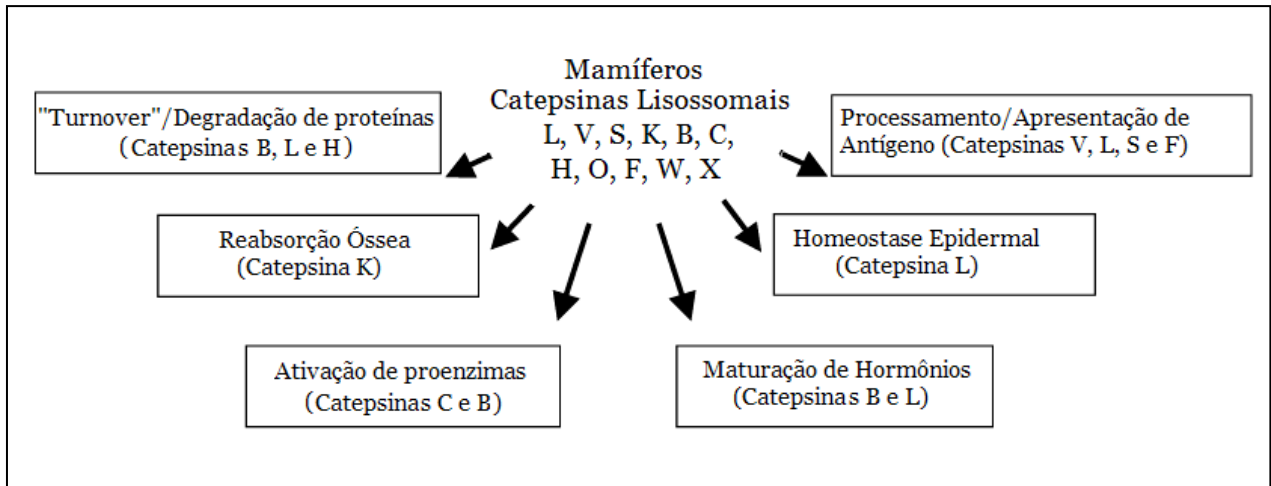 Mamíferos
Catepsinas Lisossomais
L, V, S, K, B, C,
H, O, F, W, X
"Turnover"/Degradação de proteínas
(Catepsinas B, L e H)
Processamento/Apresentação de
Antígeno (Catepsinas V, L, S e F)
Reabsorção Óssea
(Catepsina K)
Homeostase Epidermal
(Catepsina L)
Ativação de proenzimas
(Catepsinas C e B)
Maturação de Hormônios
(Catepsinas B e L)